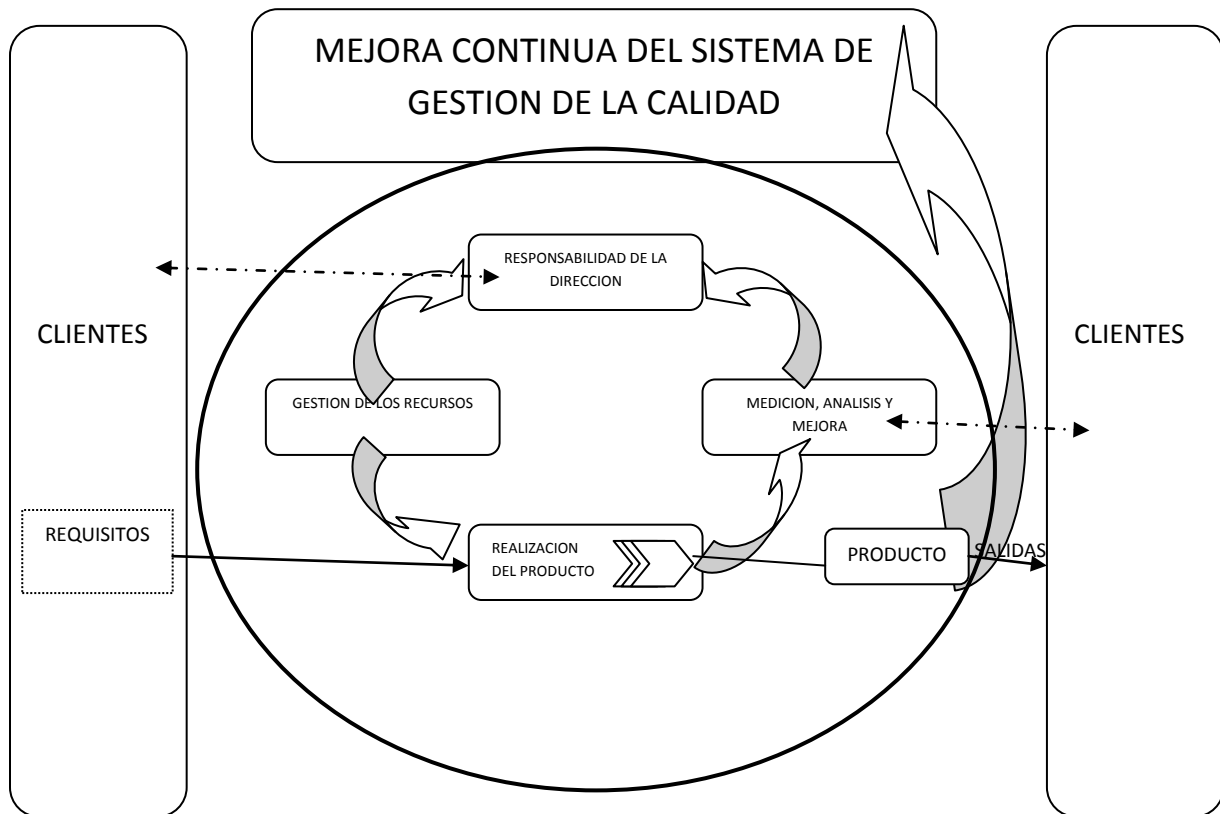 MEJORA CONTINUA DEL SISTEMA DE
GESTION DE LA CALIDAD
RESPONSABILIDAD DE LA
DIRECCION
CLIENTES
CLIENTES
GESTION DE LOS RECURSOS
MEDICION, ANALISIS Y
MEJORA
REQUISITOS
REALIZACION
DEL PRODUCTO
PRODUCTO
SALIDAS